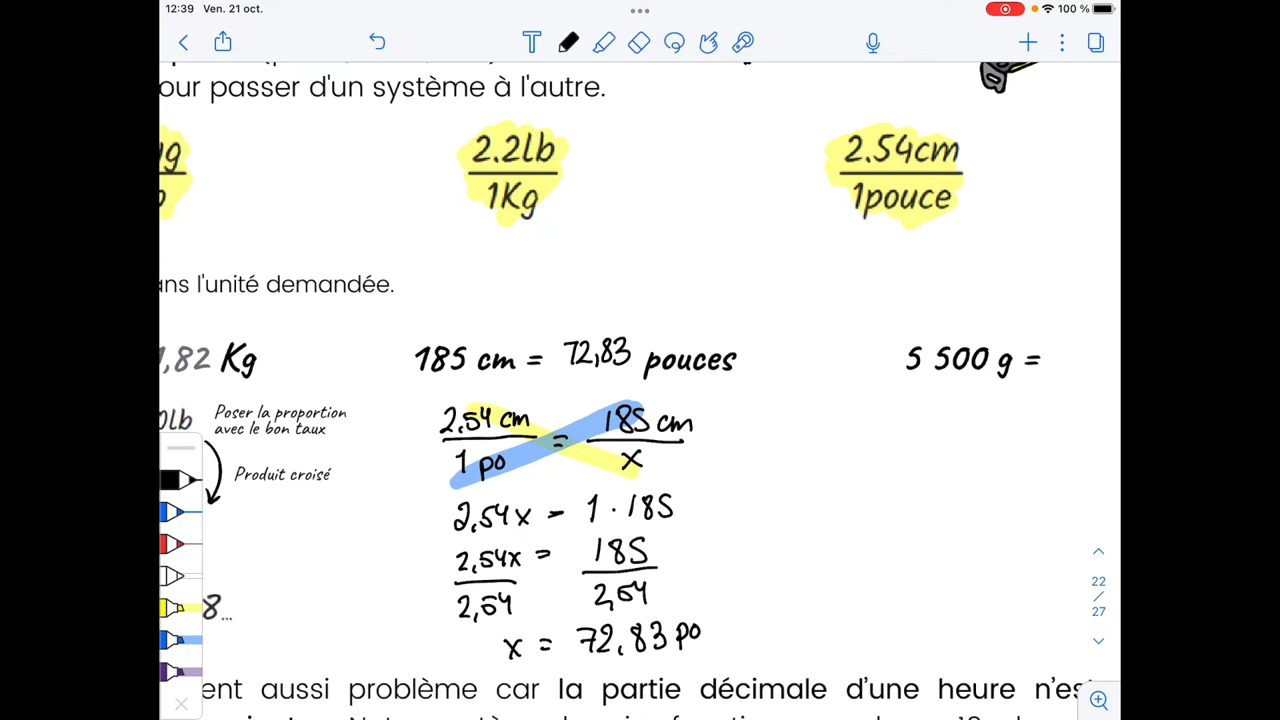 12:39 Ven. 21 oct.
100 %
our passer d'un système à l'autre.
2.2lb
1Kg
2.54cm
1pouce
ans l'unité demandée.
,82 Kg
185 cm = 72,83 pouces
5 500 g =
0lb
Poser la proportion
avec le bon taux
Produit croisé
2,54 cm = 185 cm
1 po x
2,54x = 1 · 185
2,54x = 185
2,54 2,54
x = 72,83 po
8...
22
/
27
ent aussi problème car la partie décimale d'une heure n'es